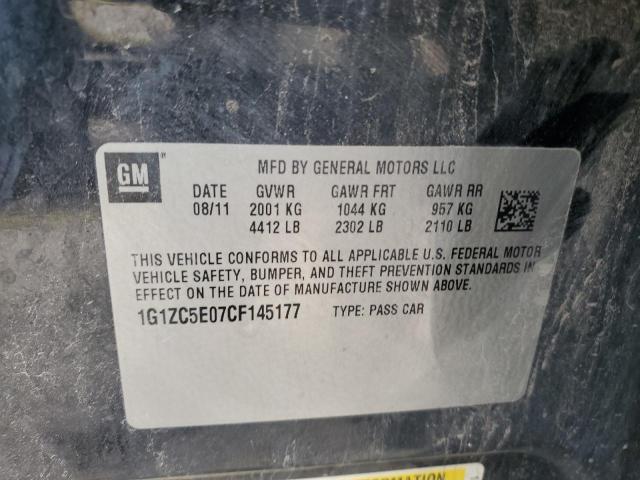 GM
MFD BY GENERAL MOTORS LLC
DATE GVWR GAWR FRT GAWR RR
08/11 2001 KG 1044 KG 957 KG
4412 LB 2302 LB 2110 LB
THIS VEHICLE CONFORMS TO ALL APPLICABLE U.S. FEDERAL MOTOR
VEHICLE SAFETY, BUMPER, AND THEFT PREVENTION STANDARDS IN
EFFECT ON THE DATE OF MANUFACTURE SHOWN ABOVE.
1G1ZC5E07CF145177 TYPE: PASS CAR
INFORMATION